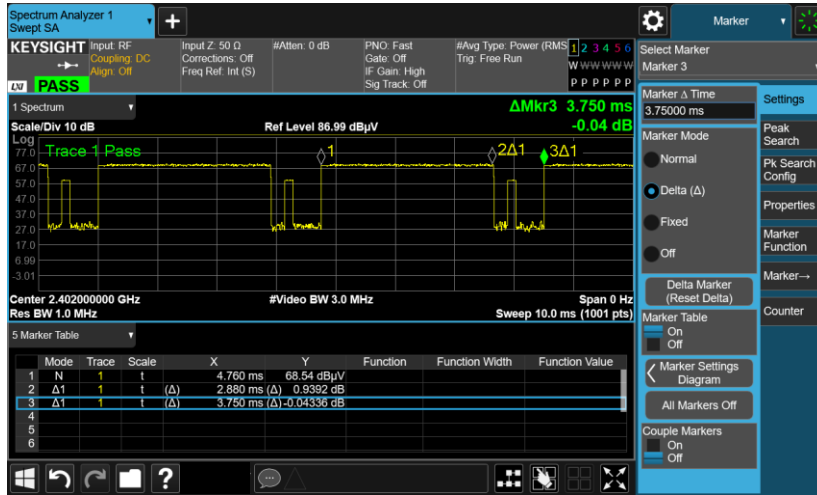 Spectrum Analyzer 1
Swept SA
+
Marker
KEYSIGHT Input: RF Input Z: 50 Ω #Atten: 0 dB PNO: Fast #Avg Type: Power (RMS 1 2 3 4 5 6
Coupling: DC Corrections: Off Gate: Off Trig: Free Run
Align: Off Freq Ref: Int (S) IF Gain: High W W W W W W
Sig Track: Off
LXI PASS P P P P P P
Select Marker
Marker 3
1 Spectrum
ΔMkr3 3.750 ms
-0.04 dB
Scale/Div 10 dB Ref Level 86.99 dBµV
Log
Trace 1 Pass
1 2Δ1 3Δ1
77.0
67.0
57.0
47.0
37.0
27.0
17.0
6.99
-3.01
Center 2.402000000 GHz #Video BW 3.0 MHz Span 0 Hz
Res BW 1.0 MHz Sweep 10.0 ms (1001 pts)
5 Marker Table
Mode Trace Scale X Y Function Function Width Function Value
1 N 1 t 4.760 ms 68.54 dBµV
2 Δ1 1 t (Δ) 2.880 ms (Δ) 0.9392 dB
3 Δ1 1 t (Δ) 3.750 ms (Δ) -0.04336 dB
4
5
6
?
Marker Δ Time
3.75000 ms
Marker Mode
Normal
Delta (Δ)
Fixed
Off
Delta Marker
(Reset Delta)
Marker Table
On
Off
Marker Settings
Diagram
All Markers Off
Couple Markers
On
Off
Settings
Peak
Search
Pk Search
Config
Properties
Marker
Function
Marker→
Counter